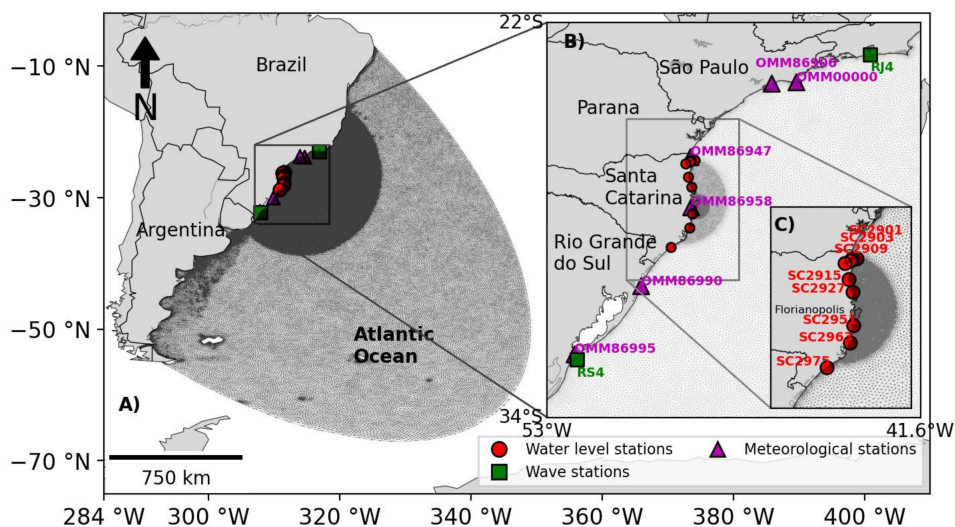 −10 °N
−30 °N
−50 °N
−70 °N
284 °W
300 °W
320 °W
360 °W
380 °W
400 °W
N
Brazil
Argentina
Atlantic
Ocean
A)
750 km
22°S
34°S
53°W
41.6°W
B)
São Paulo
Parana
Santa
Catarina
Rio Grande
do Sul
OMM86906
OMM00000
RJ4
OMM86947
OMM86958
OMM86990
OMM86995
RS4
C)
SC2901
SC2903
SC2909
SC2915
SC2927
Florianopolis
SC2951
SC2975
Water level stations
Wave stations
Meteorological stations